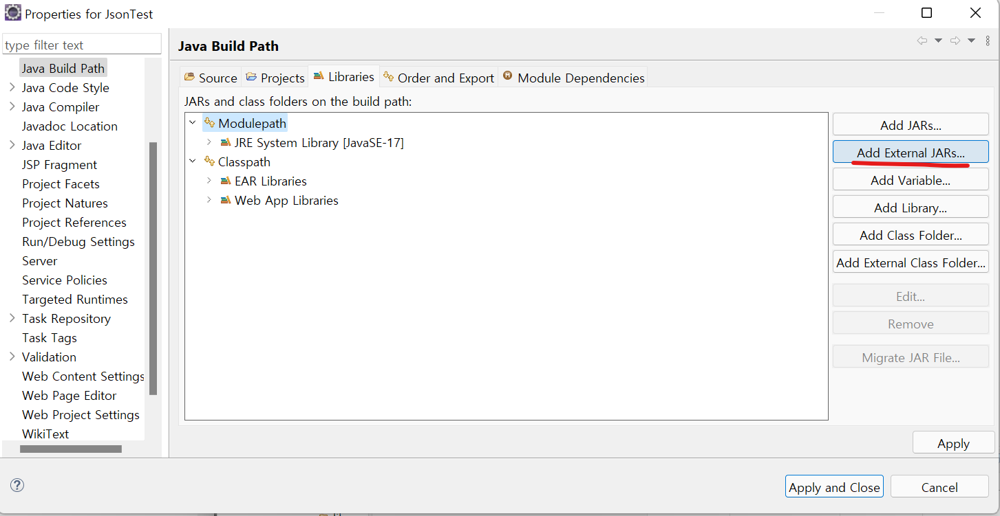 Properties for JsonTest
type filter text
Java Build Path
Java Code Style
Java Compiler
Javadoc Location
Java Editor
JSP Fragment
Project Facets
Project Natures
Project References
Run/Debug Settings
Server
Service Policies
Targeted Runtimes
Task Repository
Task Tags
Validation
Web Content Settings
Web Page Editor
Web Project Settings
WikiText
Java Build Path
Source Projects Libraries Order and Export Module Dependencies
JARs and class folders on the build path:
Modulepath
JRE System Library [JavaSE-17]
Classpath
EAR Libraries
Web App Libraries
Add JARs...
Add External JARs...
Add Variable...
Add Library...
Add Class Folder...
Add External Class Folder...
Edit...
Remove
Migrate JAR File...
Apply
Apply and Close Cancel